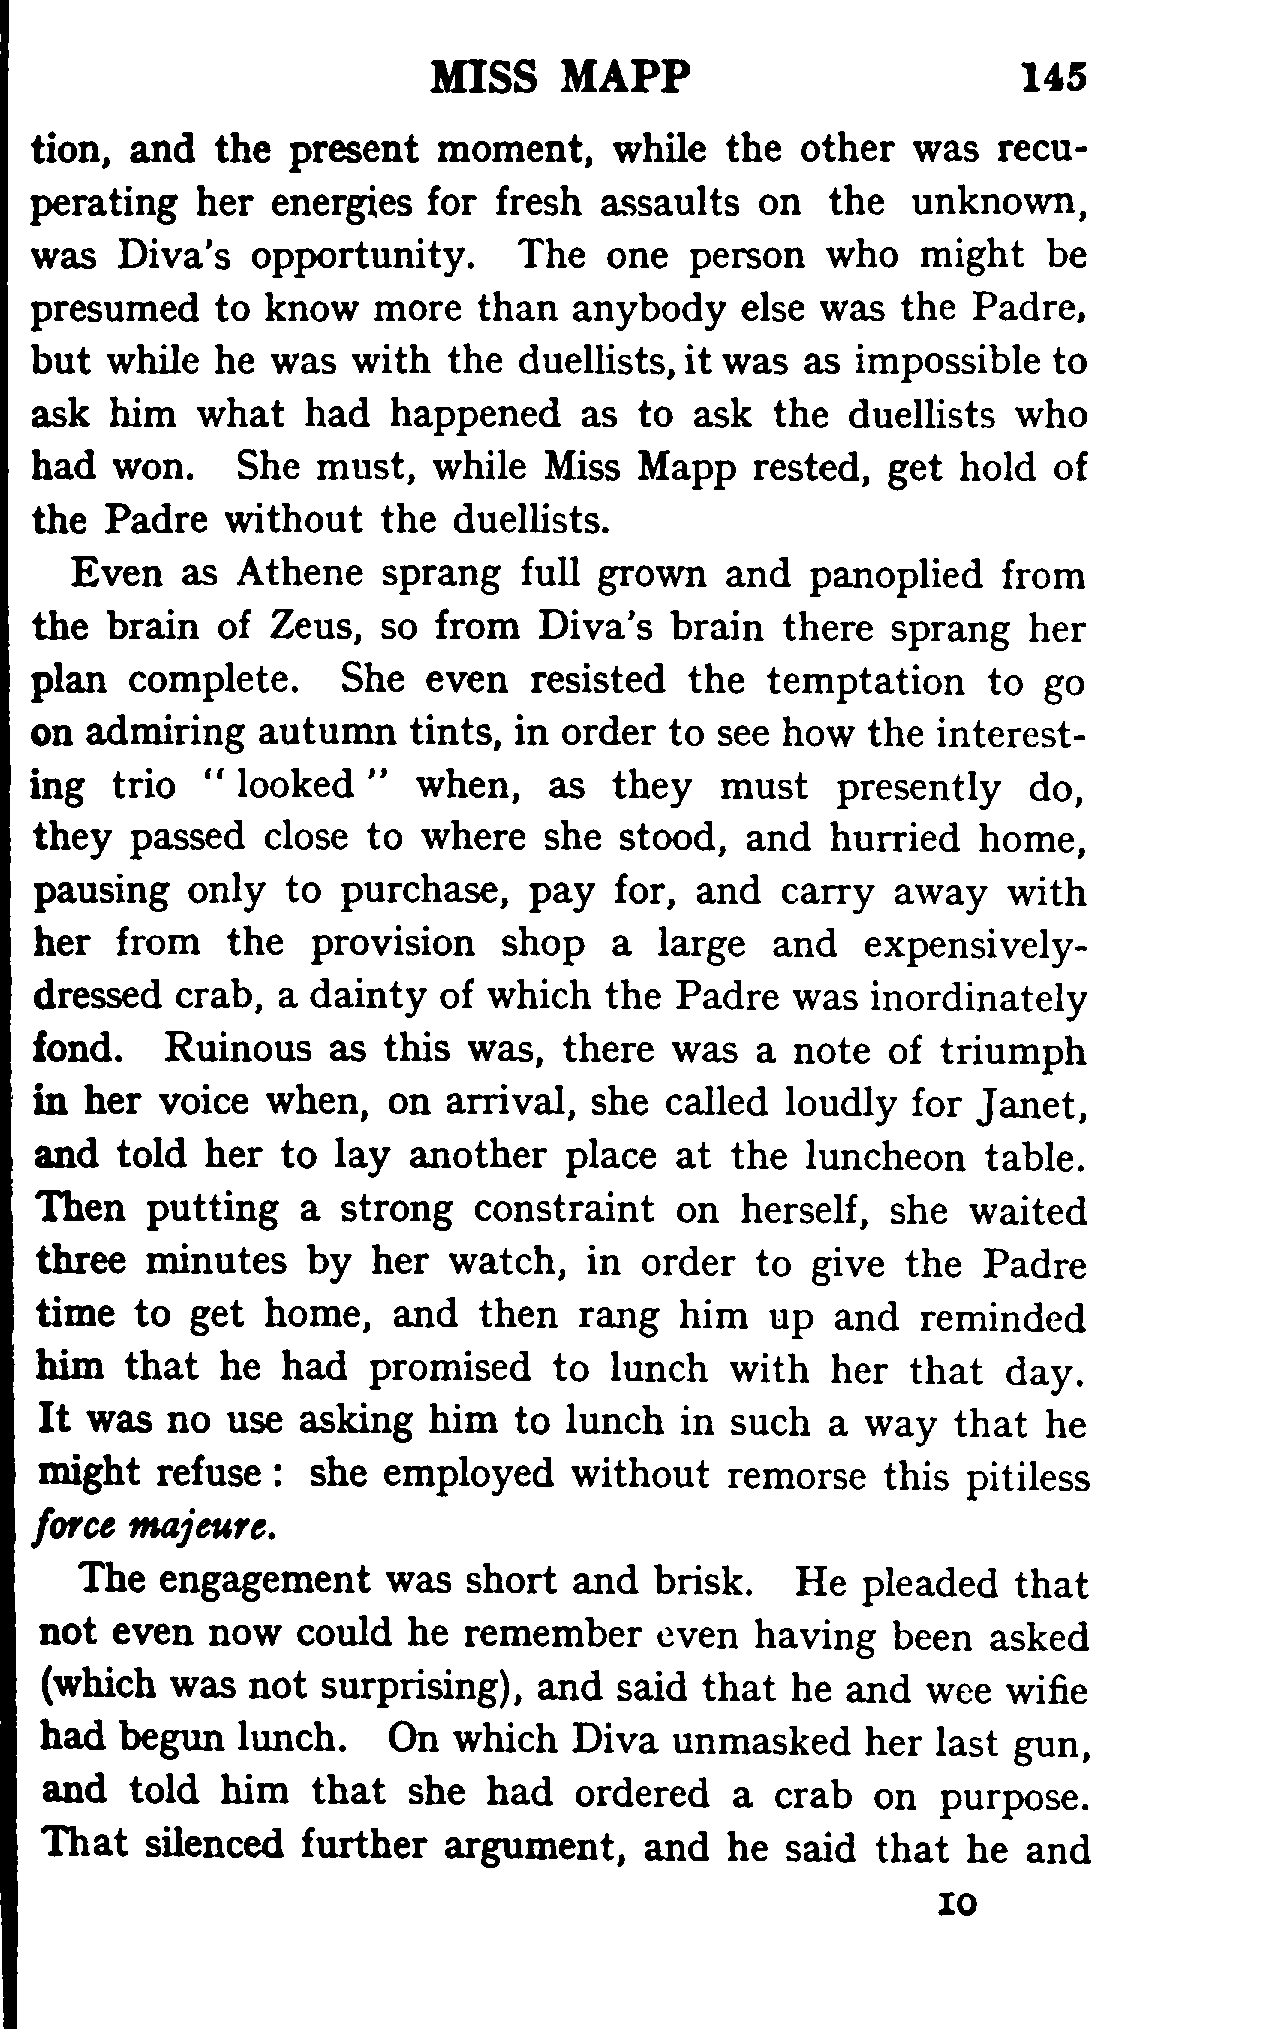 MISS MAPP 145
tion, and the present moment, while the other was recu-
perating her energies for fresh assaults on the unknown,
was Diva's opportunity. The one person who might be
presumed to know more than anybody else was the Padre,
but while he was with the duellists, it was as impossible to
ask him what had happened as to ask the duellists who
had won. She must, while Miss Mapp rested, get hold of
the Padre without the duellists.
Even as Athene sprang full grown and panoplied from
the brain of Zeus, so from Diva's brain there sprang her
plan complete. She even resisted the temptation to go
on admiring autumn tints, in order to see how the interest-
ing trio " looked " when, as they must presently do,
they passed close to where she stood, and hurried home,
pausing only to purchase, pay for, and carry away with
her from the provision shop a large and expensively-
dressed crab, a dainty of which the Padre was inordinately
fond. Ruinous as this was, there was a note of triumph
in her voice when, on arrival, she called loudly for Janet,
and told her to lay another place at the luncheon table.
Then putting a strong constraint on herself, she waited
three minutes by her watch, in order to give the Padre
time to get home, and then rang him up and reminded
him that he had promised to lunch with her that day.
It was no use asking him to lunch in such a way that he
might refuse : she employed without remorse this pitiless
force majeure.
The engagement was short and brisk. He pleaded that
not even now could he remember even having been asked
(which was not surprising), and said that he and wee wifie
had begun lunch. On which Diva unmasked her last gun,
and told him that she had ordered a crab on purpose.
That silenced further argument, and he said that he and
10